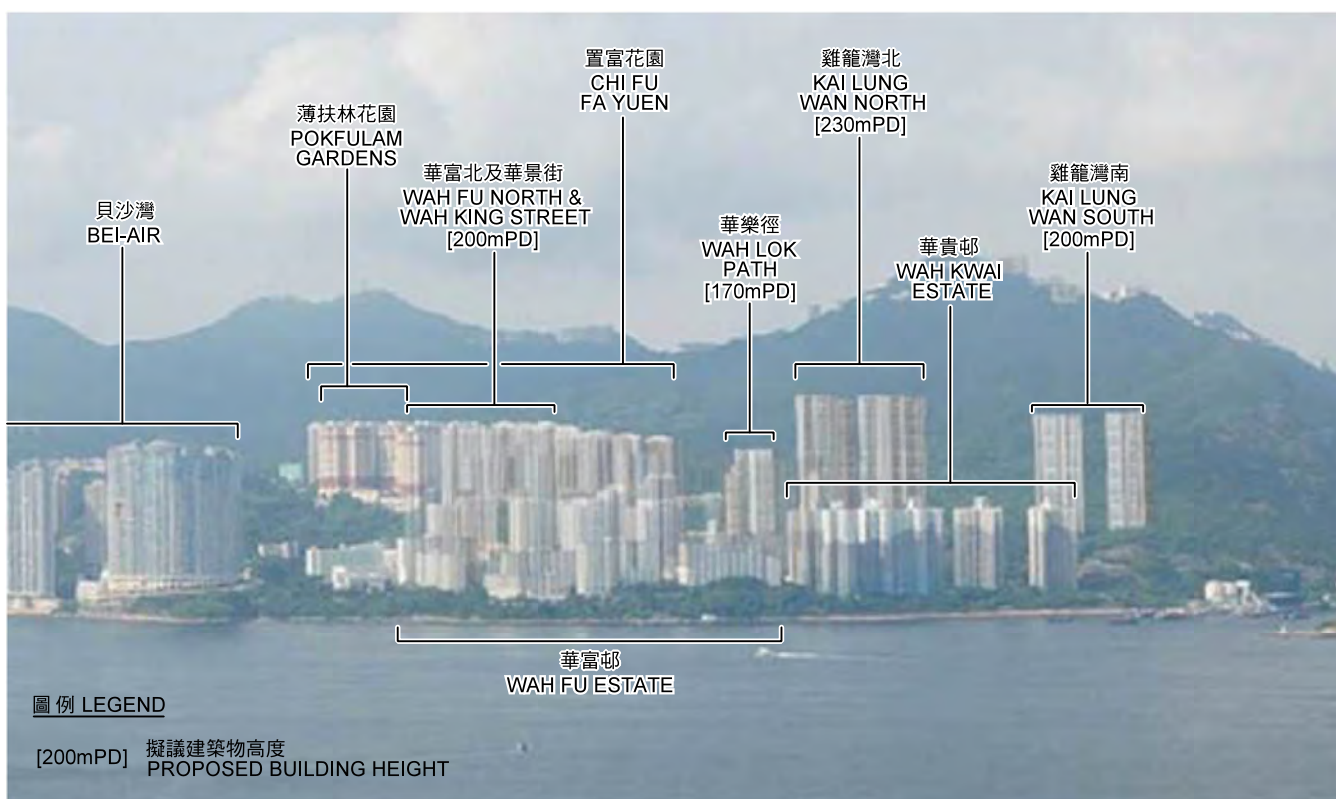 置富花園
CHI FU
FA YUEN
雞籠灣北
KAI LUNG
WAN NORTH
[230mPD]
薄扶林花園
POKFULAM
GARDENS
華富北及華景街
WAH FU NORTH &
WAH KING STREET
[200mPD]
雞籠灣南
KAI LUNG
WAN SOUTH
[200mPD]
貝沙灣
BEI-AIR
華樂徑
WAH LOK
PATH
[170mPD]
華貴邨
WAH KWAI
ESTATE
華富邨
WAH FU ESTATE
圖例 LEGEND
[200mPD] 擬議建築物高度
PROPOSED BUILDING HEIGHT